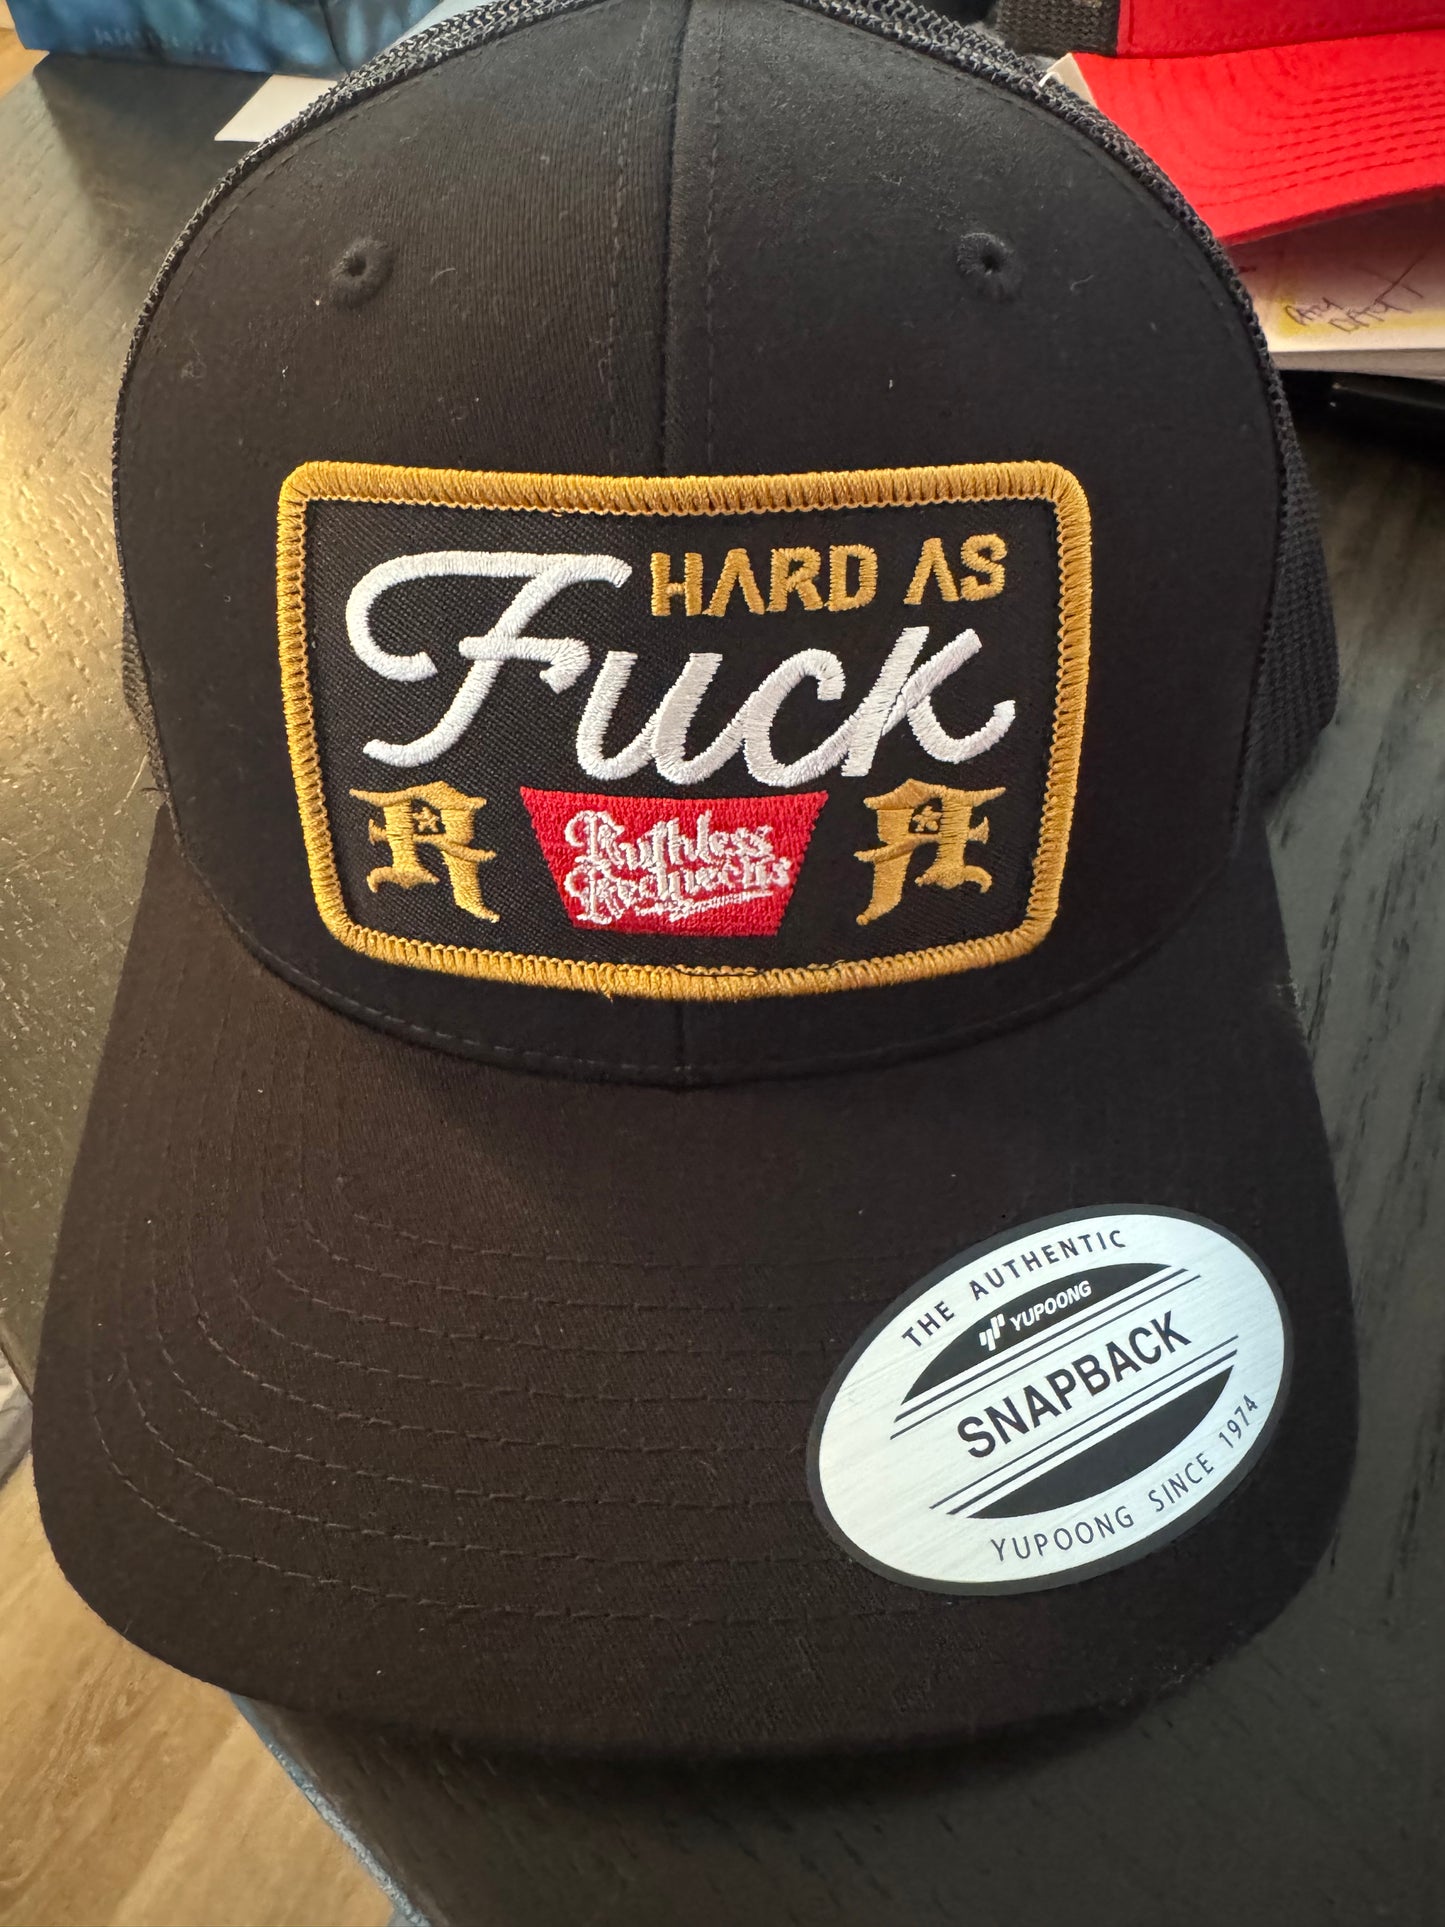 HARD AS
Fuck
R
Ruthless
Rednecks
R
THE AUTHENTIC
YUPOONG
SNAPBACK
YUPOONG SINCE 1974